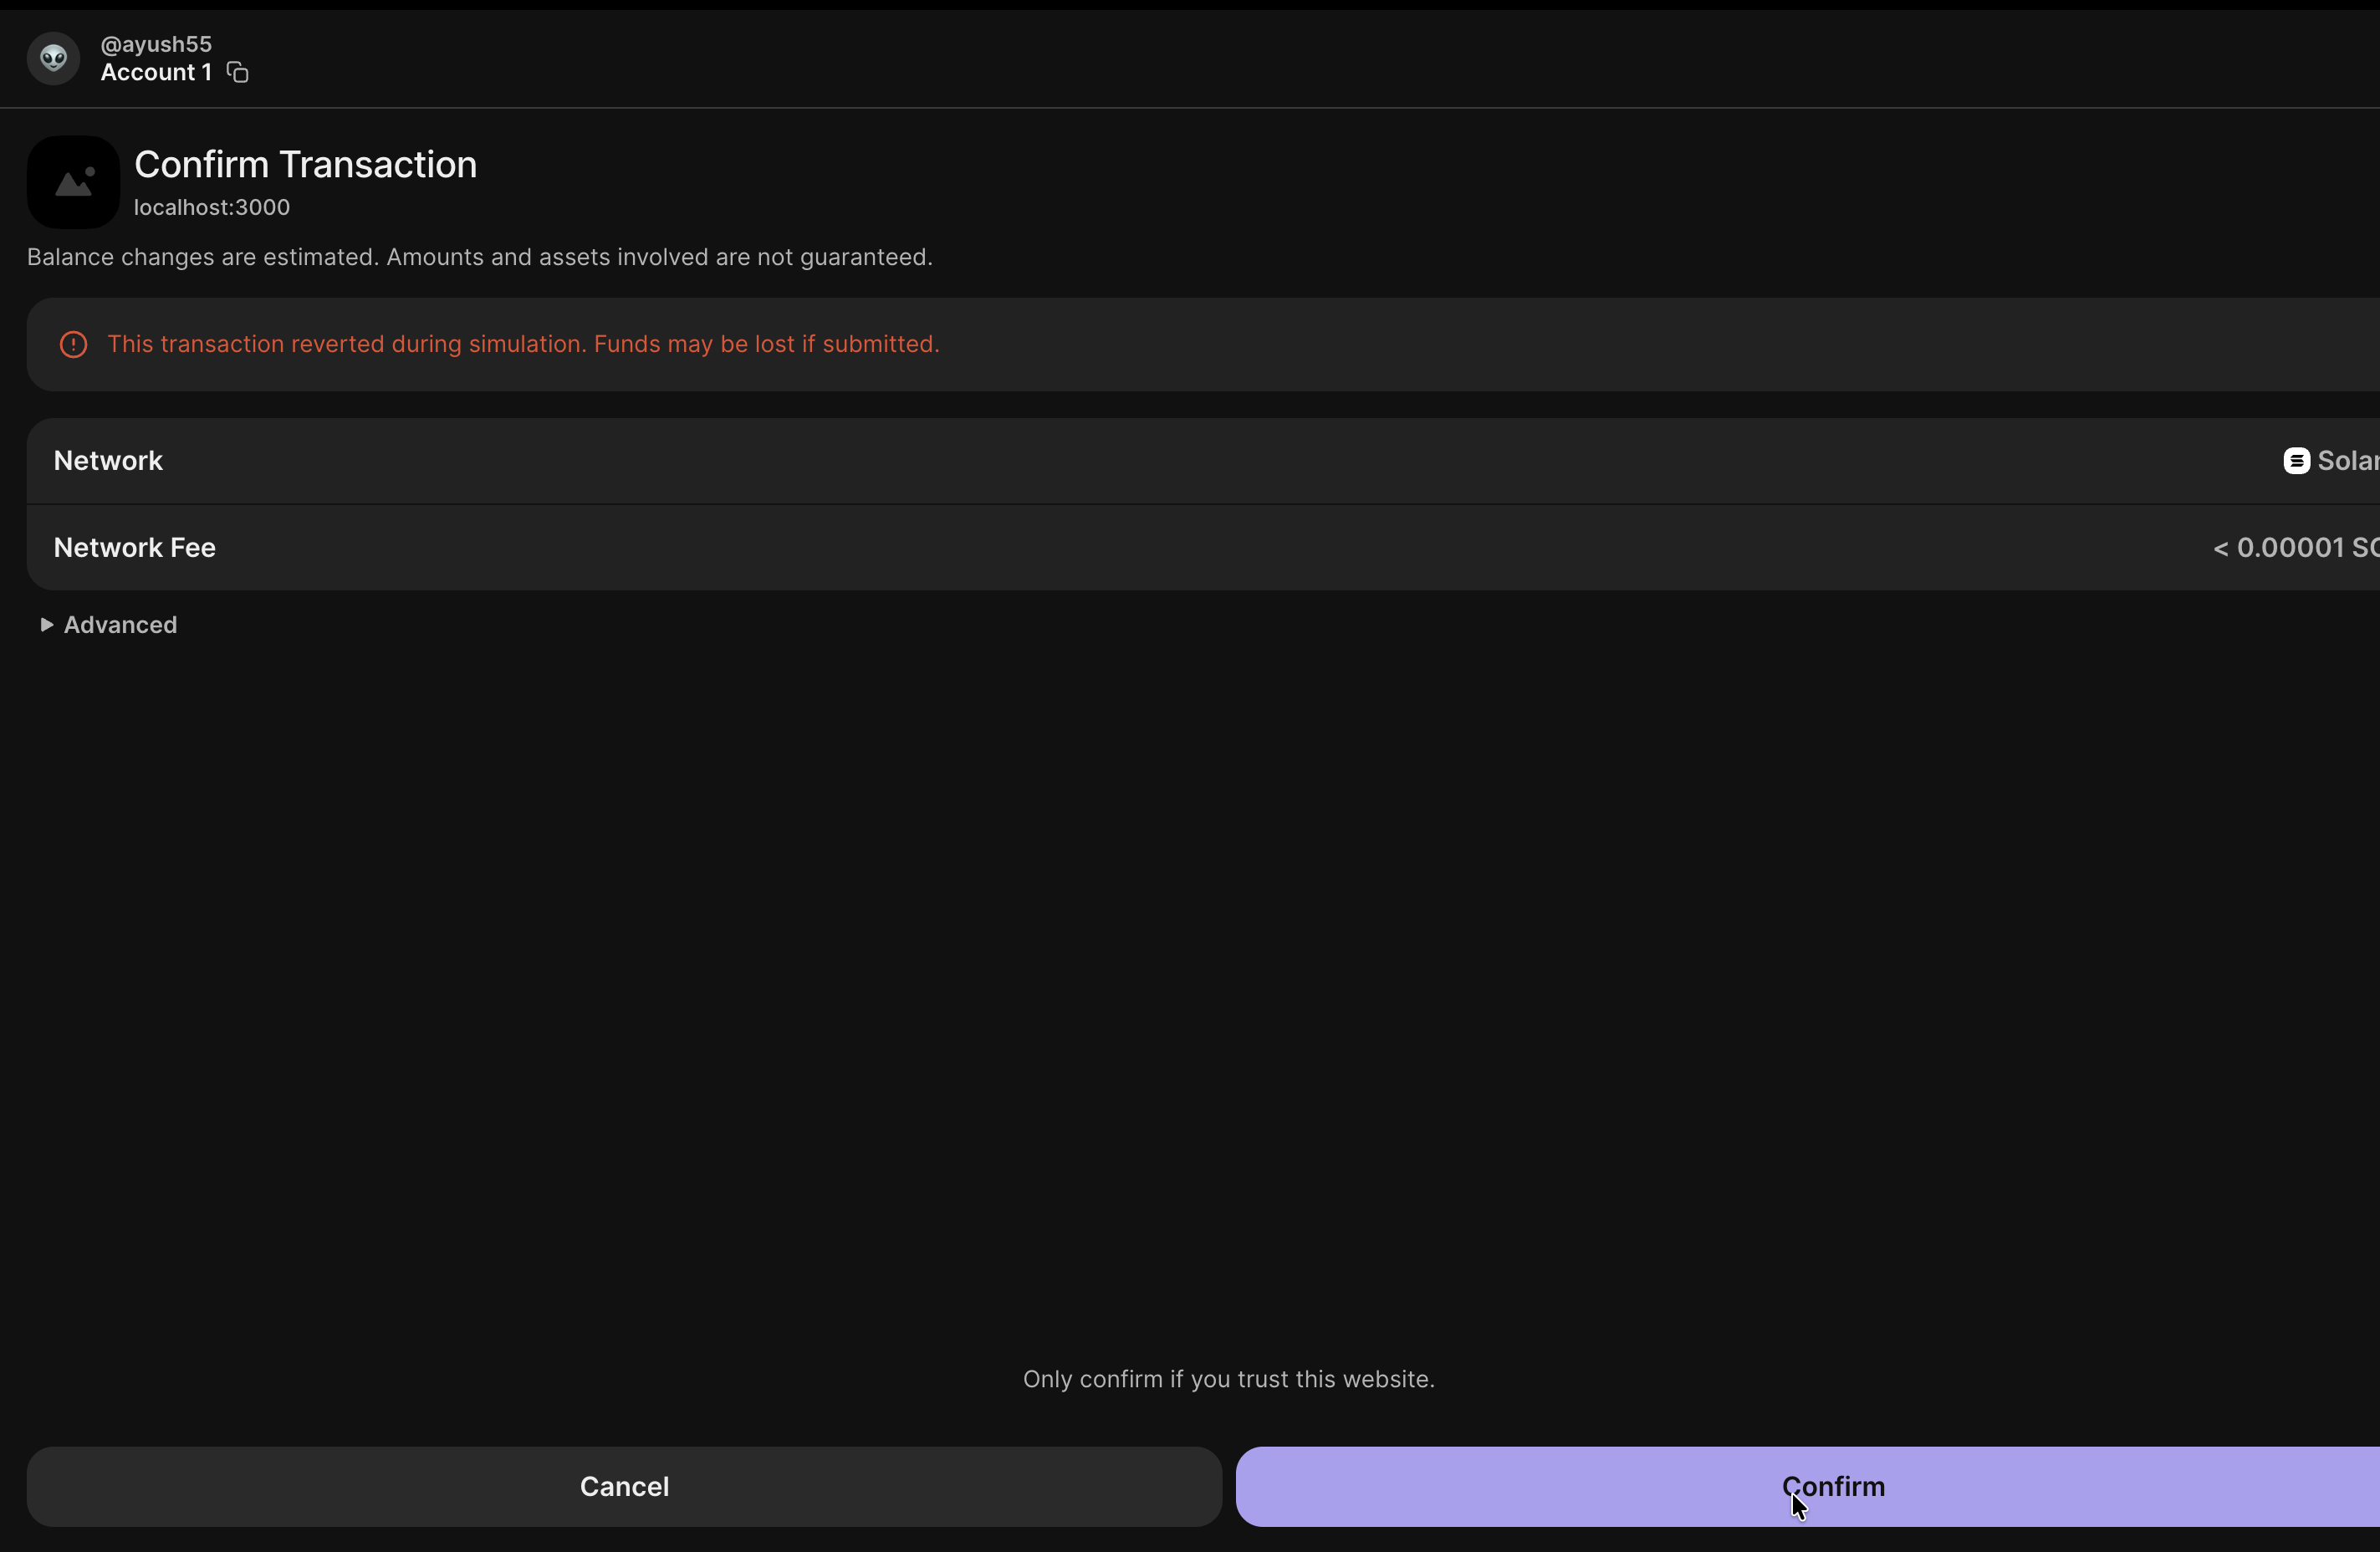 @ayush55
Account 1
Confirm Transaction
localhost:3000
Balance changes are estimated. Amounts and assets involved are not guaranteed.
This transaction reverted during simulation. Funds may be lost if submitted.
Network
Network Fee
< 0.00001
Advanced
Only confirm if you trust this website.
Cancel
Confirm